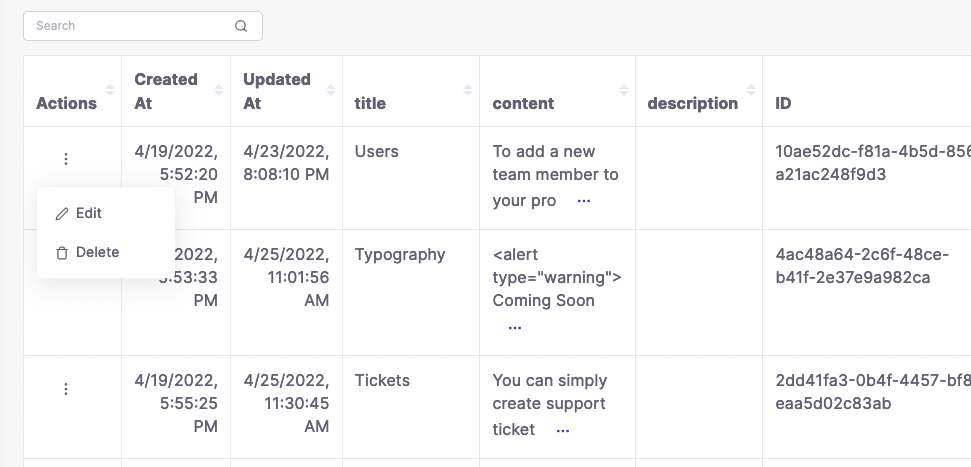 Search
Actions
Created
At
Updated
At
title
content
description
ID
4/19/2022,
5:52:20
PM
4/23/2022,
8:08:10 PM
Users
To add a new
team member to
your pro ...
10ae52dc-f81a-4b5d-856
a21ac248f9d3
Edit
Delete
2022,
5:53:33
PM
4/25/2022,
11:01:56
AM
Typography
<alert
type="warning">
Coming Soon
...
4ac48a64-2c6f-48ce-
b41f-2e37e9a982ca
4/19/2022,
5:55:25
PM
4/25/2022,
11:30:45
AM
Tickets
You can simply
create support
ticket ...
2dd41fa3-0b4f-4457-bf8
eaa5d02c83ab